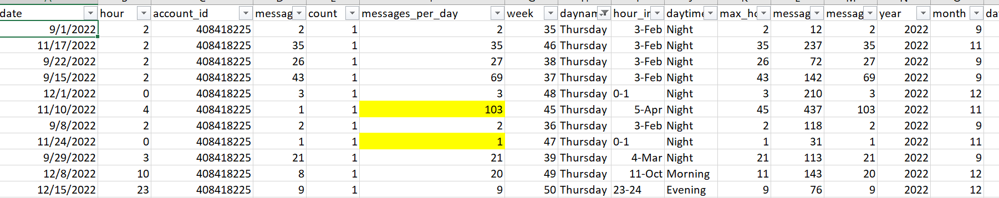 date hour account_id messag count messages_per_day week daynam hour_in daytime max_ho messag messag year month da
9/1/2022 2 408418225 2 1 2 35 Thursday 3-Feb Night 2 12 2 2022 9
11/17/2022 2 408418225 35 1 35 46 Thursday 3-Feb Night 35 237 35 2022 11
9/22/2022 2 408418225 26 1 27 38 Thursday 3-Feb Night 26 72 27 2022 9
9/15/2022 2 408418225 43 1 69 37 Thursday 3-Feb Night 43 142 69 2022 9
12/1/2022 0 408418225 3 1 3 48 Thursday 0-1 Night 3 210 3 2022 12
11/10/2022 4 408418225 1 1 103 45 Thursday 5-Apr Night 45 437 103 2022 11
9/8/2022 2 408418225 2 1 2 36 Thursday 3-Feb Night 2 118 2 2022 9
11/24/2022 0 408418225 1 1 1 47 Thursday 0-1 Night 1 31 1 2022 11
9/29/2022 3 408418225 21 1 21 39 Thursday 4-Mar Night 21 113 21 2022 9
12/8/2022 10 408418225 8 1 20 49 Thursday 11-Oct Morning 11 143 20 2022 12
12/15/2022 23 408418225 9 1 9 50 Thursday 23-24 Evening 9 76 9 2022 12